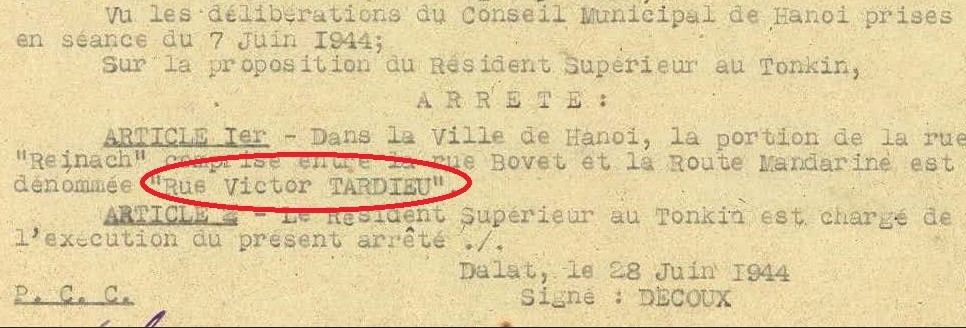 Vu les délibérations du Conseil Municipal de Hanoi prises
en séance du 7 Juin 1944;
Sur la proposition du Résident Supérieur au Tonkin,
A R R E T E :
ARTICLE Ier - Dans la Ville de Hanoi, la portion de la rue
"Reinach" comprise entre la rue Bovet et la Route Mandarine est
dénommée "Rue Victor TARDIEU"
ARTICLE 2 - Le Résident Supérieur au Tonkin est chargé de
l'exécution du présent arrêté ./.
Dalat, le 28 Juin 1944
P. C. C.
Signé : DECOUX